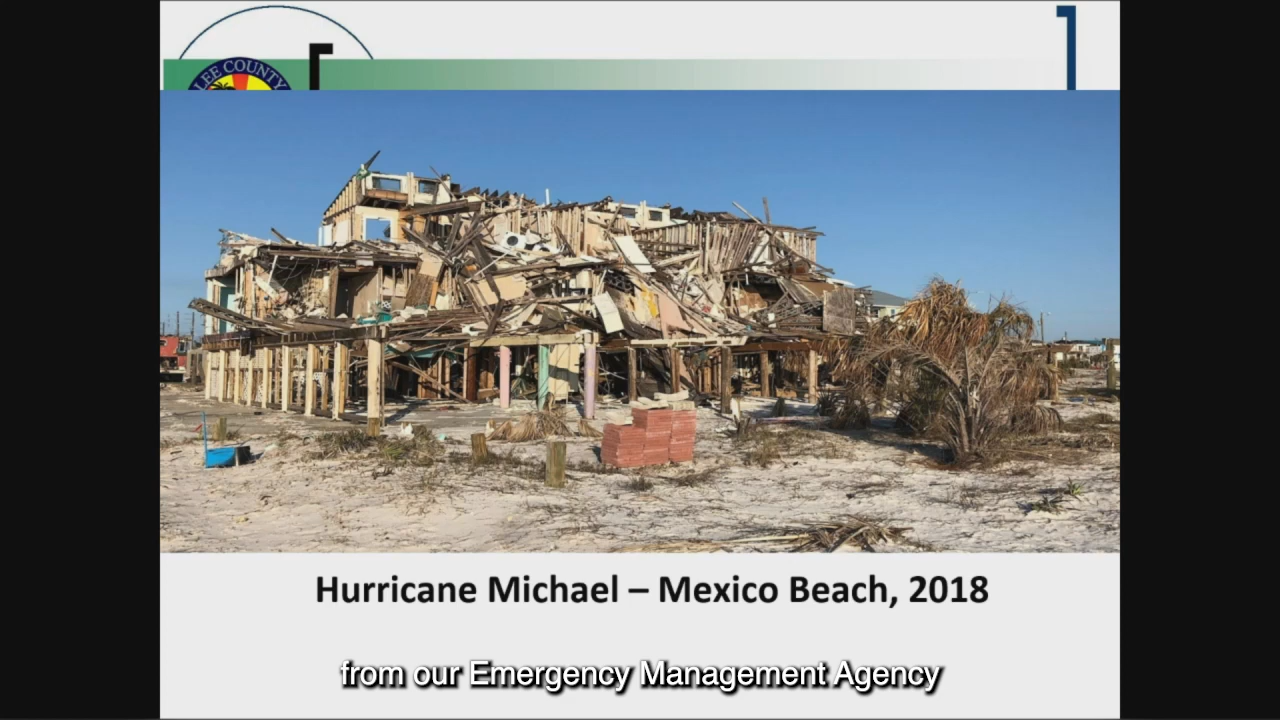 LEE COUNTY
Hurricane Michael – Mexico Beach, 2018
from our Emergency Management Agency